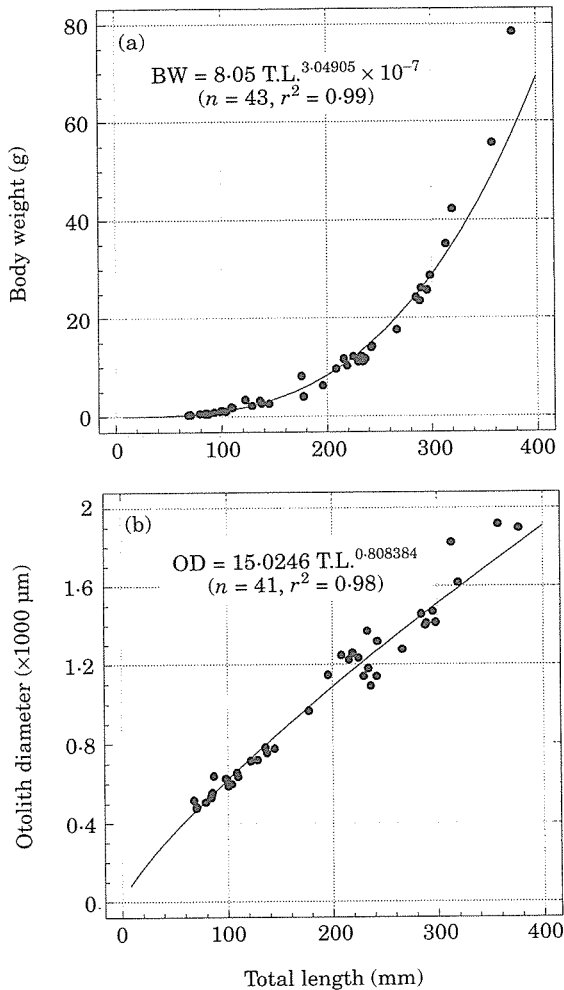 80
(a)
BW = 8·05 T.L.^3·04905 × 10^−7
(n = 43, r^2 = 0·99)
60
40
20
0
Body weight (g)
0 100 200 300 400
2
(b)
OD = 15·0246 T.L.^0·808384
(n = 41, r^2 = 0·98)
1·6
1·2
0·8
0·4
0
Otolith diameter (×1000 μm)
0 100 200 300 400
Total length (mm)